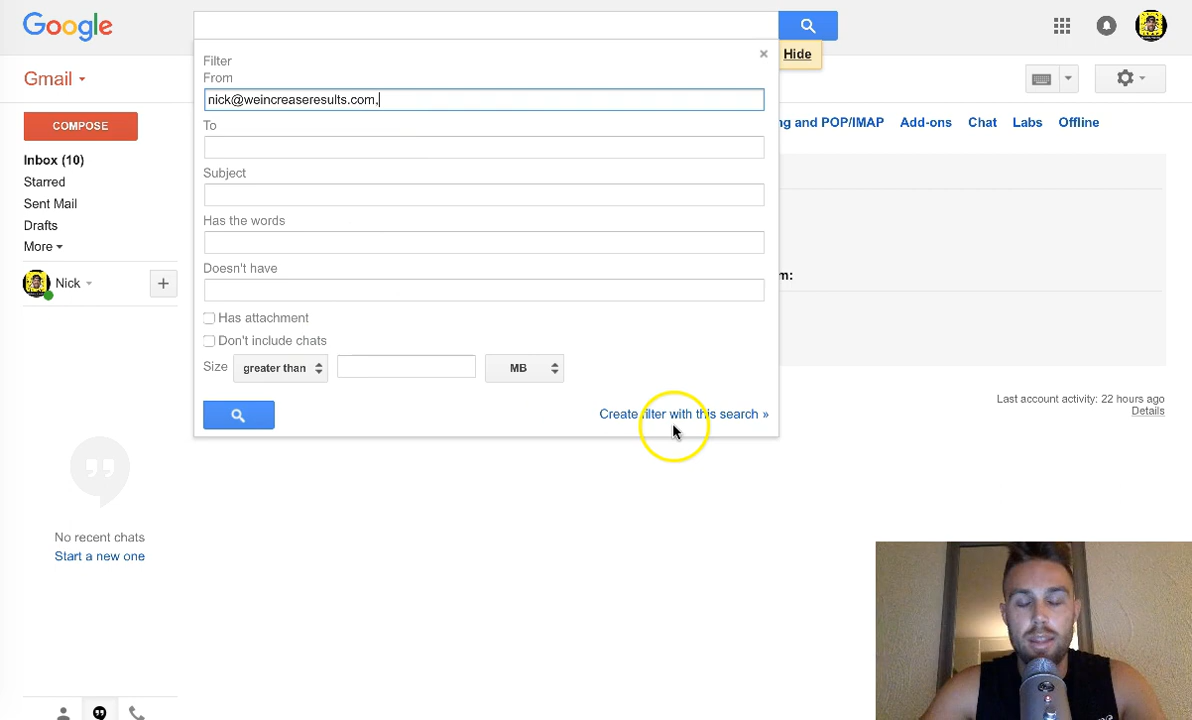 Google
Hide
Filter
From
nick@weincreaseresults.com,
To
Subject
Has the words
Doesn't have
Has attachment
Don't include chats
Size greater than MB
Create filter with this search »
Gmail
COMPOSE
Inbox (10)
Starred
Sent Mail
Drafts
More
Nick
No recent chats
Start a new one
ng and POP/IMAP Add-ons Chat Labs Offline
m:
Last account activity: 22 hours ago
Details